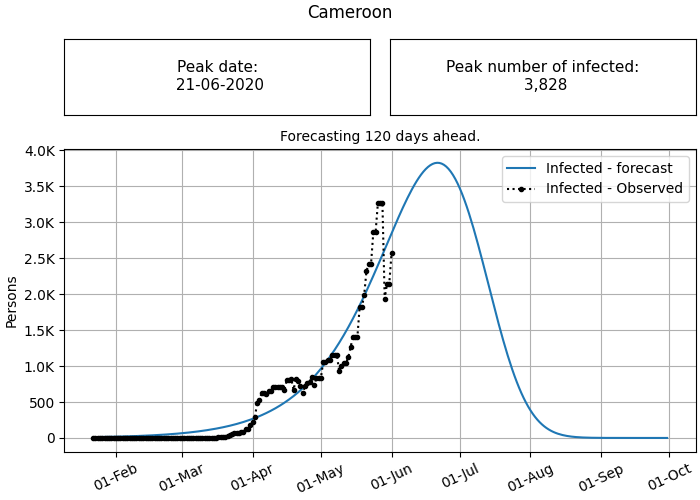 Cameroon
Peak date:
21-06-2020
Peak number of infected:
3,828
Forecasting 120 days ahead.
Infected - forecast
Infected - Observed
4.0K
3.5K
3.0K
2.5K
2.0K
1.5K
1.0K
500
0
Persons
01-Feb
01-Mar
01-Apr
01-May
01-Jun
01-Jul
01-Aug
01-Sep
01-Oct